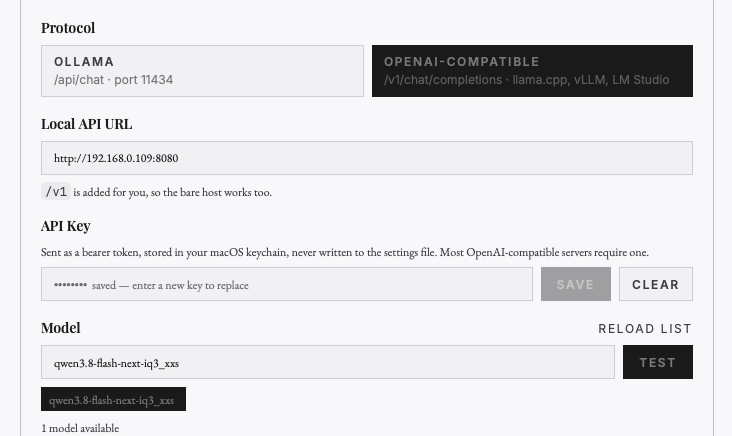 Protocol
OLLAMA
/api/chat · port 11434
OPENAI-COMPATIBLE
/v1/chat/completions · llama.cpp, vLLM, LM Studio
Local API URL
http://192.168.0.109:8080
/v1 is added for you, so the bare host works too.
API Key
Sent as a bearer token, stored in your macOS keychain, never written to the settings file. Most OpenAI-compatible servers require one.
•••••••• saved — enter a new key to replace
SAVE
CLEAR
Model
RELOAD LIST
qwen3.8-flash-next-iq3_xxs
TEST
qwen3.8-flash-next-iq3_xxs
1 model available